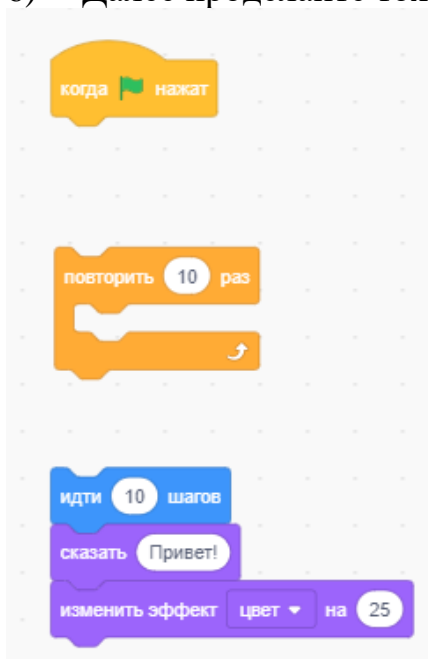 когда нажат
повторить 10 раз
идти 10 шагов
сказать Привет!
изменить эффект цвет на 25